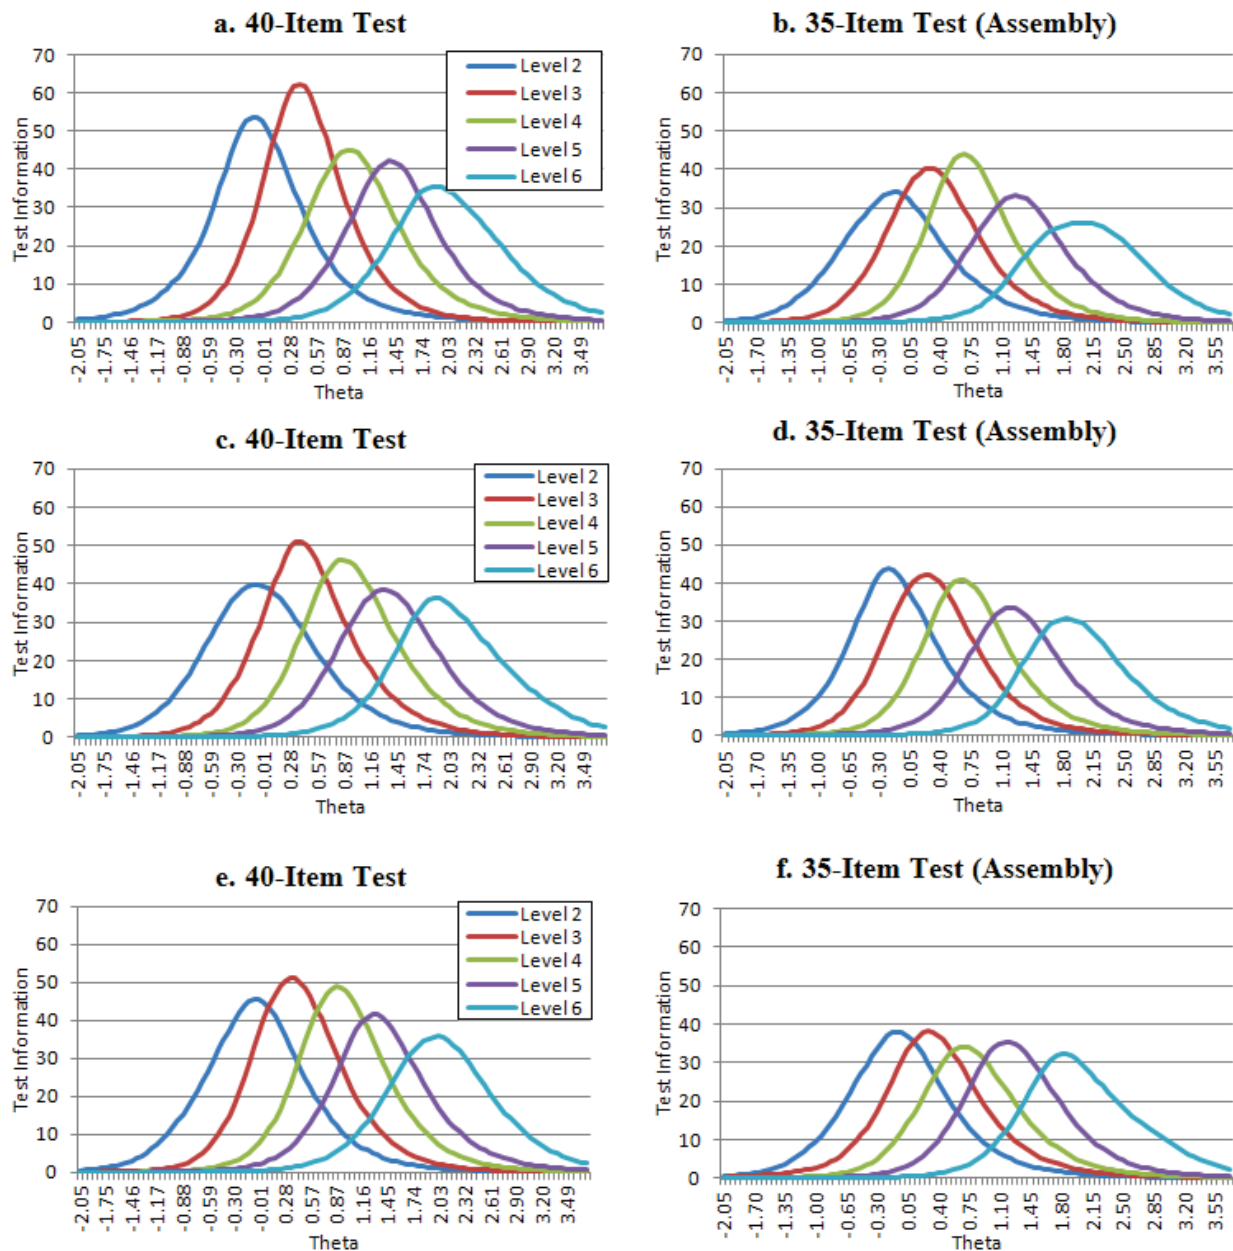 a. 40-Item Test
70
60
50
40
30
20
10
0
Test Information
Level 2
Level 3
Level 4
Level 5
Level 6
-2.05 -1.75 -1.46 -1.17 -0.88 -0.59 -0.30 -0.01 0.28 0.57 0.87 1.16 1.45 1.74 2.03 2.32 2.61 2.90 3.20 3.49
Theta
b. 35-Item Test (Assembly)
70
60
50
40
30
20
10
0
Test Information
-2.05 -1.70 -1.35 -1.00 -0.65 -0.30 0.05 0.40 0.75 1.10 1.45 1.80 2.15 2.50 2.85 3.20 3.55
Theta
c. 40-Item Test
70
60
50
40
30
20
10
0
Test Information
Level 2
Level 3
Level 4
Level 5
Level 6
-2.05 -1.75 -1.46 -1.17 -0.88 -0.59 -0.30 -0.01 0.28 0.57 0.87 1.16 1.45 1.74 2.03 2.32 2.61 2.90 3.20 3.49
Theta
d. 35-Item Test (Assembly)
70
60
50
40
30
20
10
0
Test Information
-2.05 -1.70 -1.35 -1.00 -0.65 -0.30 0.05 0.40 0.75 1.10 1.45 1.80 2.15 2.50 2.85 3.20 3.55
Theta
e. 40-Item Test
70
60
50
40
30
20
10
0
Test Information
Level 2
Level 3
Level 4
Level 5
Level 6
-2.05 -1.75 -1.46 -1.17 -0.88 -0.59 -0.30 -0.01 0.28 0.57 0.87 1.16 1.45 1.74 2.03 2.32 2.61 2.90 3.20 3.49
Theta
f. 35-Item Test (Assembly)
70
60
50
40
30
20
10
0
Test Information
-2.05 -1.70 -1.35 -1.00 -0.65 -0.30 0.05 0.40 0.75 1.10 1.45 1.80 2.15 2.50 2.85 3.20 3.55
Theta